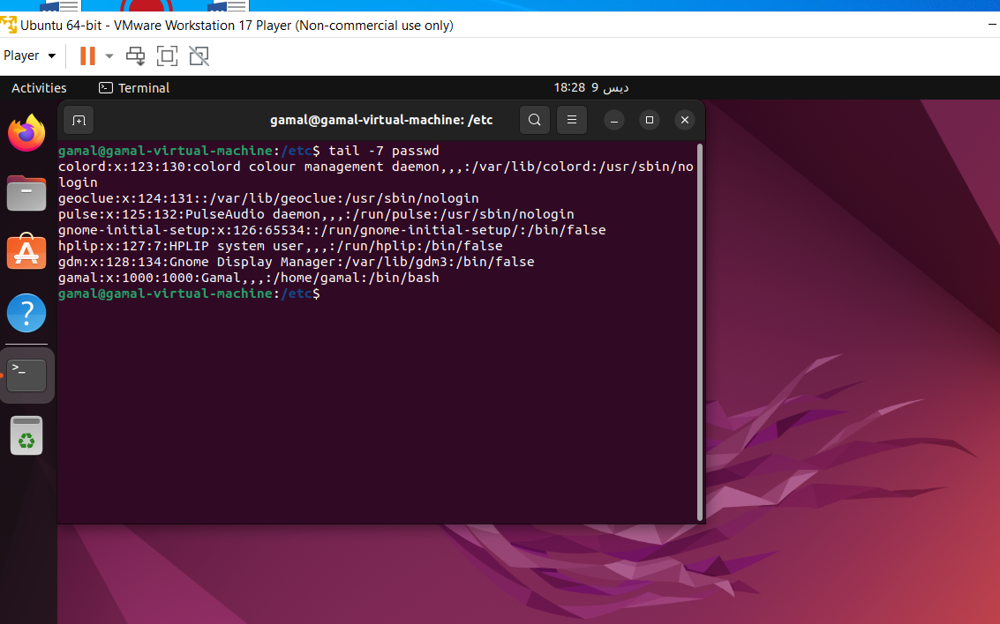 Ubuntu 64-bit - VMware Workstation 17 Player (Non-commercial use only)
Player
Activities
Terminal
18:28 9 ديس
gamal@gamal-virtual-machine: /etc
gamal@gamal-virtual-machine:/etc$ tail -7 passwd
colord:x:123:130:colord colour management daemon,,,:/var/lib/colord:/usr/sbin/no
login
geoclue:x:124:131::/var/lib/geoclue:/usr/sbin/nologin
pulse:x:125:132:PulseAudio daemon,,,:/run/pulse:/usr/sbin/nologin
gnome-initial-setup:x:126:65534::/run/gnome-initial-setup/:/bin/false
hplip:x:127:7:HPLIP system user,,,:/run/hplip:/bin/false
gdm:x:128:134:Gnome Display Manager:/var/lib/gdm3:/bin/false
gamal:x:1000:1000:Gamal,,,:/home/gamal:/bin/bash
gamal@gamal-virtual-machine:/etc$